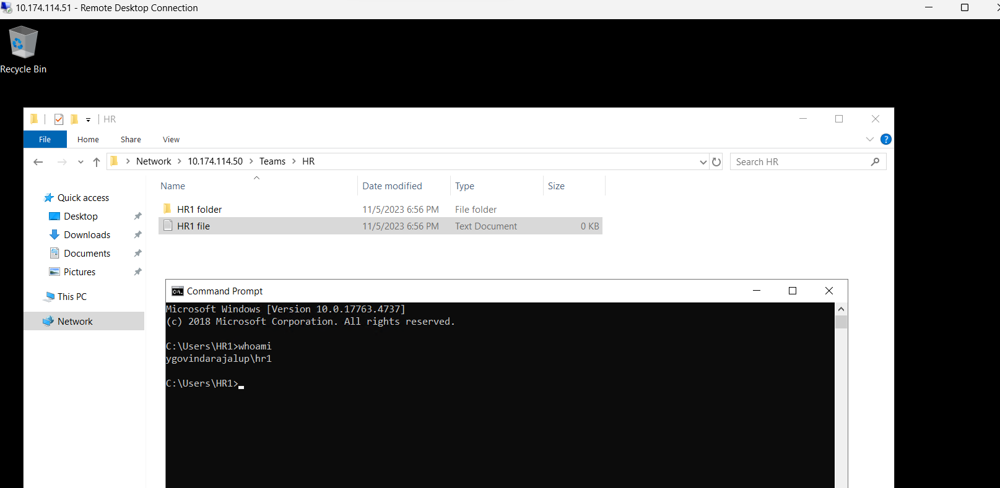 10.174.114.51 - Remote Desktop Connection
Recycle Bin
HR
File Home Share View
Network 10.174.114.50 Teams HR
Search HR
Name Date modified Type Size
Quick access
Desktop
Downloads
Documents
Pictures
This PC
Network
HR1 folder 11/5/2023 6:56 PM File folder
HR1 file 11/5/2023 6:56 PM Text Document 0 KB
Command Prompt
Microsoft Windows [Version 10.0.17763.4737]
(c) 2018 Microsoft Corporation. All rights reserved.
C:\Users\HR1>whoami
ygovindarajalup\hr1
C:\Users\HR1>